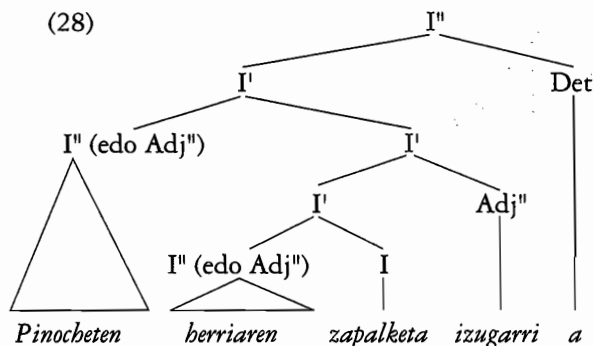 (28)
I"
I' Det
I" (edo Adj") I'
I' Adj"
I" (edo Adj") I
Pinocheten herriaren zapalketa izugarri a